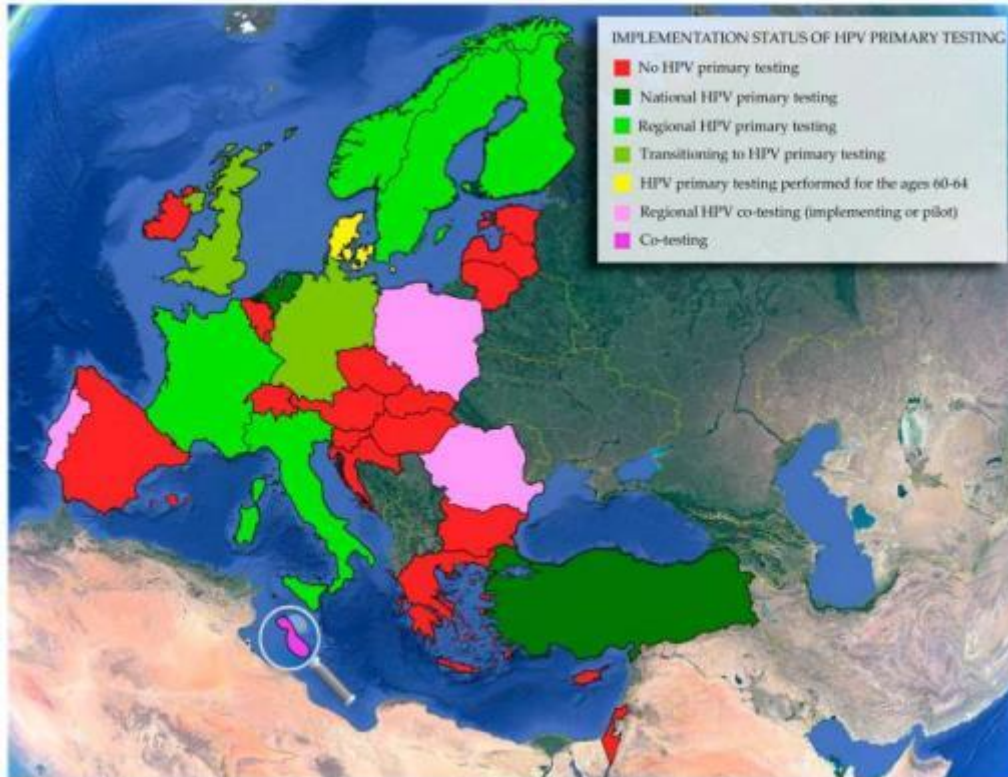 IMPLEMENTATION STATUS OF HPV PRIMARY TESTING
No HPV primary testing
National HPV primary testing
Regional HPV primary testing
Transitioning to HPV primary testing
HPV primary testing performed for the ages 60-64
Regional HPV co-testing (implementing or pilot)
Co-testing